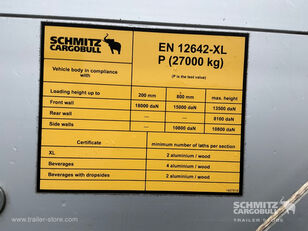 SCHMITZ
CARGOBULL
EN 12642-XL
P (27000 kg)
Vehicle body in compliance
with
(P is the test value)
Loading height up to 200 mm 800 mm max. height
Front wall 18000 daN 15000 daN 13500 daN
Rear wall --- --- 8100 daN
Side walls --- 10800 daN 10800 daN
Certificate minimum number of laths per section
XL 2 aluminium / wood
Beverages 4 aluminium / wood
Beverages with dropsides 2 aluminium / wood
SCHMITZ
CARGOBULL
TRAILER STORE
© www.trailer-store.com